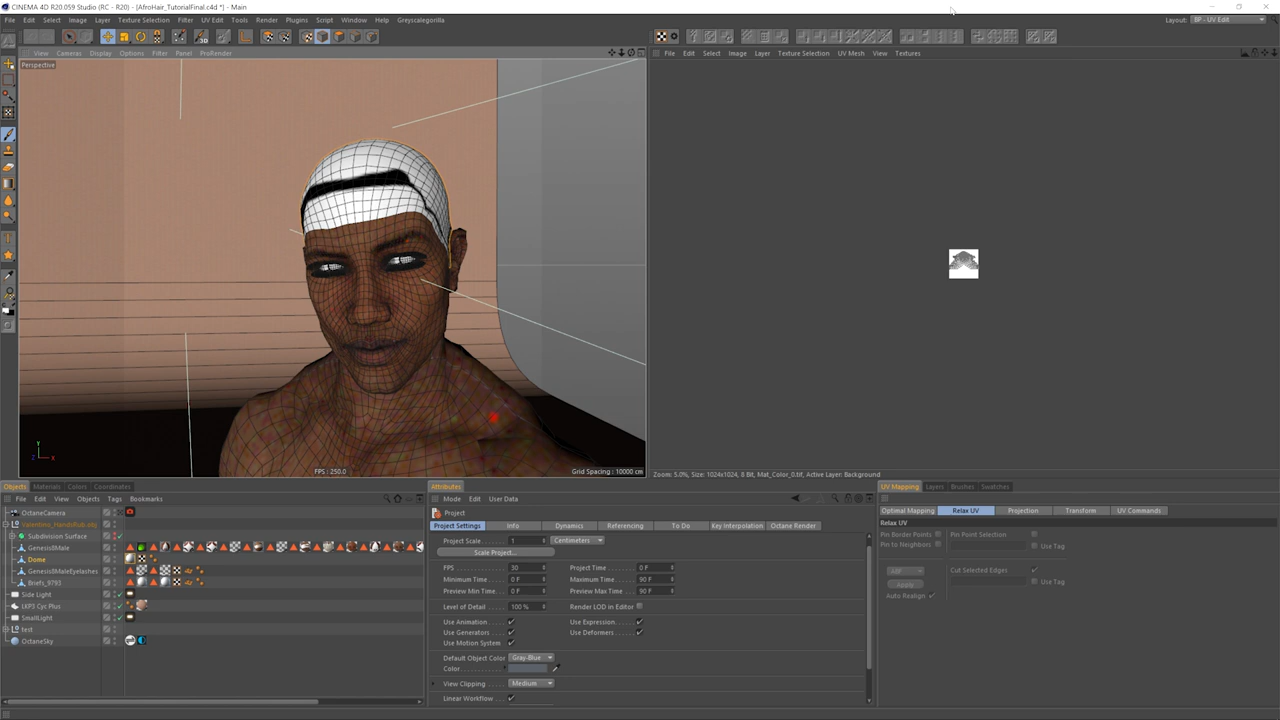 CINEMA 4D R20.059 Studio (RC - R20) - [AfroHair_TutorialFinal.c4d *] - Main
File Edit Select Image Layer Texture Selection Filter UV Edit Tools Render Plugins Script Window Help Greyscalegorilla
Layout: BP - UV Edit
View Cameras Display Options Filter Panel ProRender
File Edit Select Image Layer Texture Selection UV Mesh View Textures
Perspective
FPS : 250.0
Grid Spacing : 10000 cm
Zoom: 5.0%, Size: 1024x1024, 8 Bit, Mat_Color_0.tif, Active Layer: Background
Objects Materials Colors Coordinates
File Edit View Objects Tags Bookmarks
OctaneCamera
Subdivision Surface
Genesis8Male
Dome
Genesis8MaleEyelashes
Briefs_9793
Side Light
LKP3 Cyc Plus
SmallLight
test
OctaneSky
Attributes
Mode Edit User Data
Project
Project Settings Info Dynamics Referencing To Do Key Interpolation Octane Render
Project Scale 1 Centimeters
Scale Project...
FPS 30 Project Time 0 F
Minimum Time 0 F Maximum Time 90 F
Preview Min Time 0 F Preview Max Time 90 F
Level of Detail 100 % Render LOD in Editor
Use Animation Use Expression
Use Generators Use Deformers
Use Motion System
Default Object Color Gray-Blue
Color
View Clipping Medium
Linear Workflow
UV Mapping Layers Brushes Swatches
Optimal Mapping Relax UV Projection Transform UV Commands
Relax UV
Pin Border Points Pin Point Selection
Pin to Neighbors Use Tag
ABF Cut Selected Edges
Apply Use Tag
Auto Realign